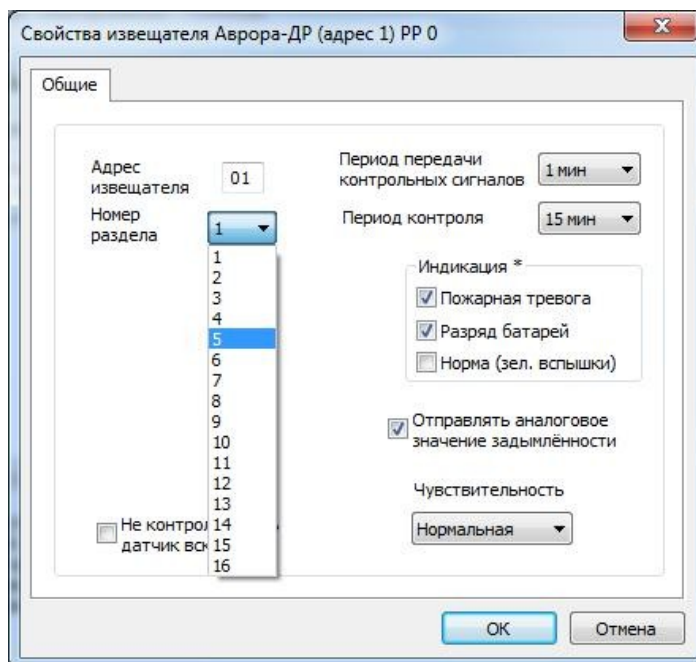 Свойства извещателя Аврора-ДР (адрес 1) РР 0
Общие
Адрес
извещателя
01
Номер
раздела
1
1
2
3
4
5
6
7
8
9
10
11
12
13
14
15
16
Не контро
датчик вс
Период передачи
контрольных сигналов
1 мин
Период контроля
15 мин
Индикация *
Пожарная тревога
Разряд батарей
Норма (зел. вспышки)
Отправлять аналоговое
значение задымлённости
Чувствительность
Нормальная
ОК
Отмена